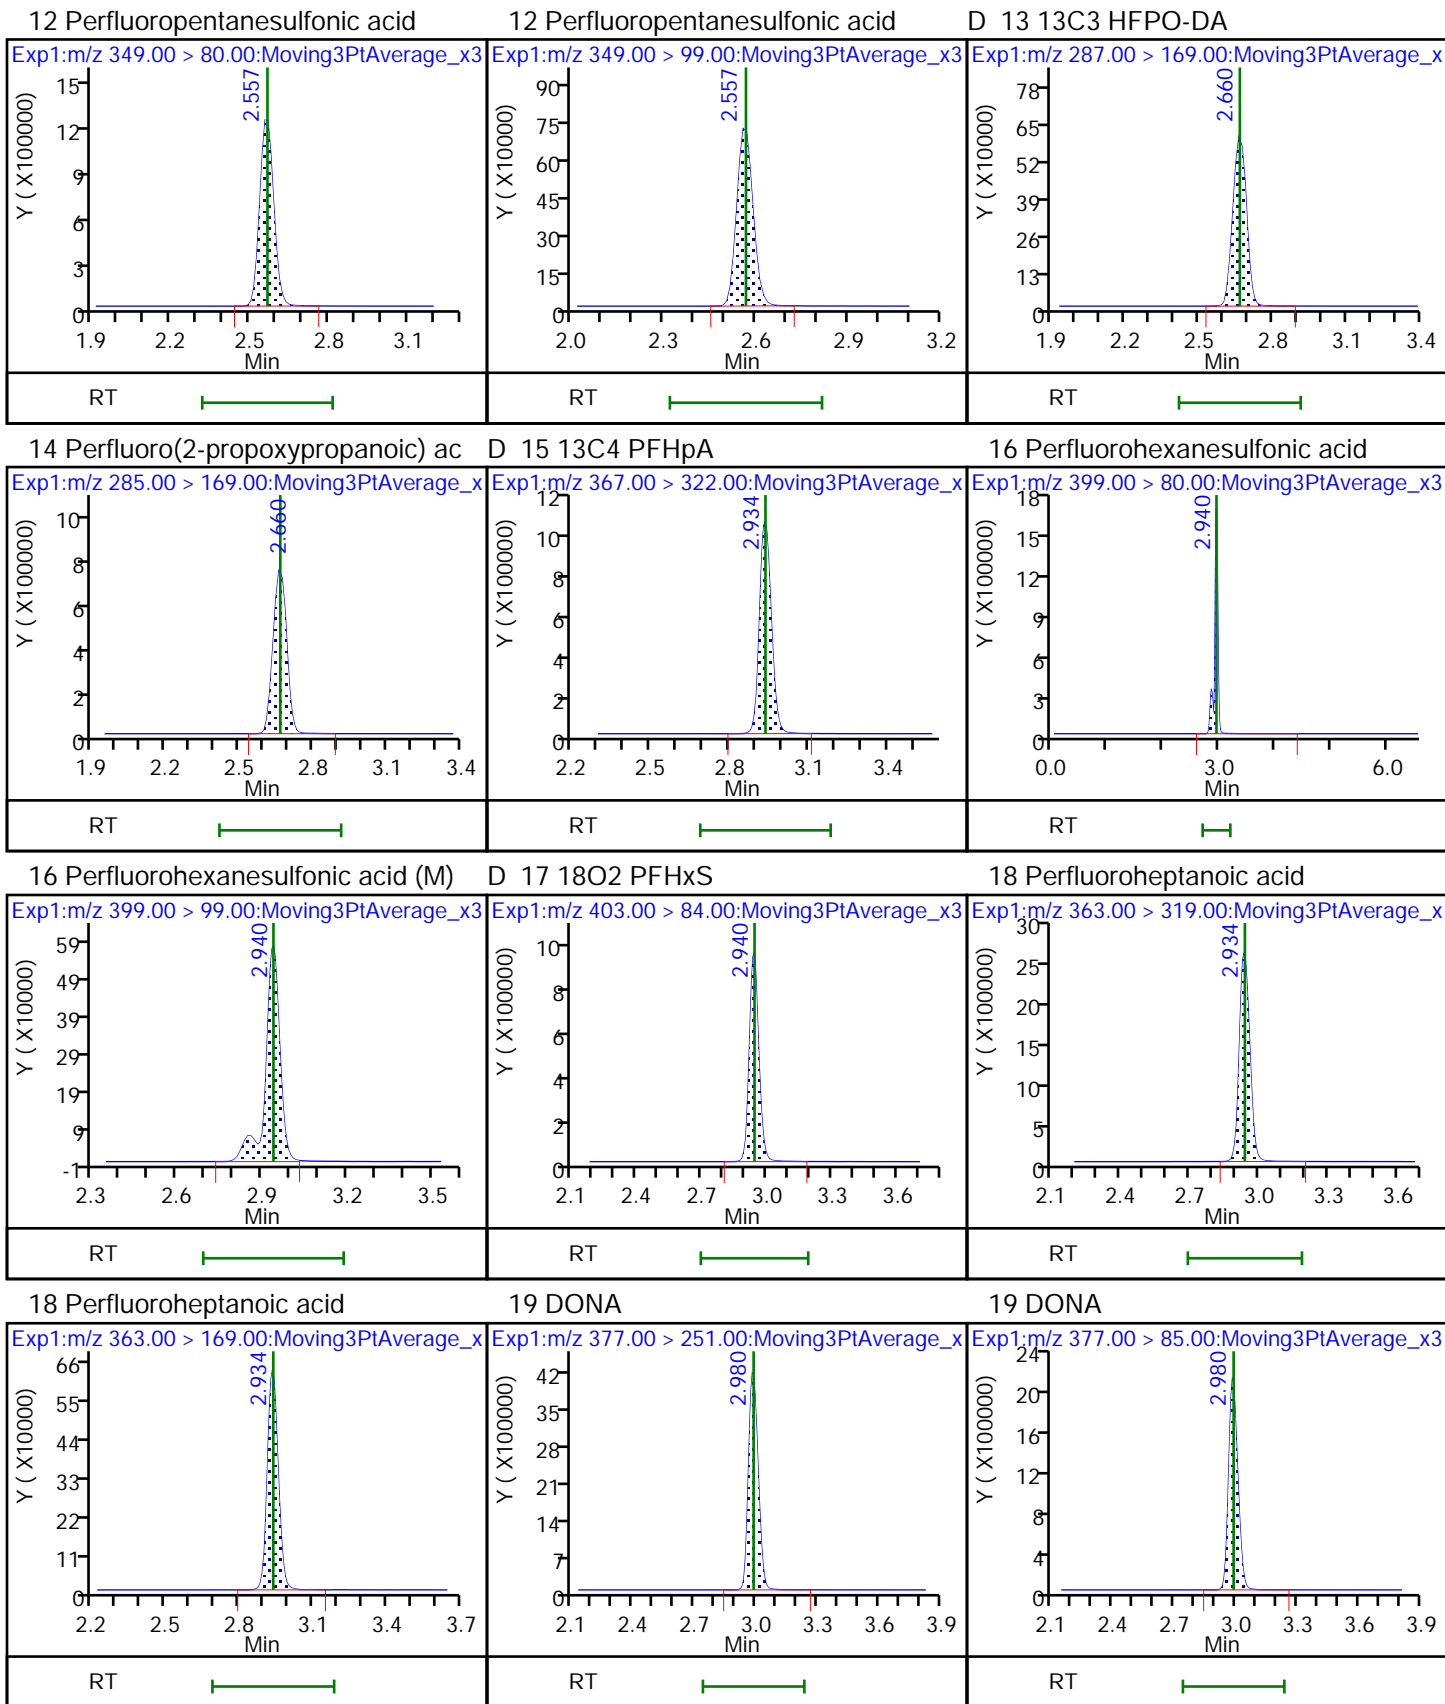 12 Perfluoropentanesulfonic acid
Exp1:m/z 349.00 > 80.00:Moving3PtAverage_x3
2.557
Y ( X100000)
15
12
9
6
3
0
1.9 2.2 2.5 2.8 3.1
Min
RT
12 Perfluoropentanesulfonic acid
Exp1:m/z 349.00 > 99.00:Moving3PtAverage_x3
2.557
Y ( X10000)
90
75
60
45
30
15
0
2.0 2.3 2.6 2.9 3.2
Min
RT
D 13 13C3 HFPO-DA
Exp1:m/z 287.00 > 169.00:Moving3PtAverage_x
2.660
Y ( X10000)
78
65
52
39
26
13
0
1.9 2.2 2.5 2.8 3.1 3.4
Min
RT
14 Perfluoro(2-propoxypropanoic) ac
Exp1:m/z 285.00 > 169.00:Moving3PtAverage_x
2.660
Y ( X100000)
10
8
6
4
2
0
1.9 2.2 2.5 2.8 3.1 3.4
Min
RT
D 15 13C4 PFHpA
Exp1:m/z 367.00 > 322.00:Moving3PtAverage_x
2.934
Y ( X100000)
12
10
8
6
4
2
0
2.2 2.5 2.8 3.1 3.4
Min
RT
16 Perfluorohexanesulfonic acid
Exp1:m/z 399.00 > 80.00:Moving3PtAverage_x3
2.940
Y ( X100000)
18
15
12
9
6
3
0
0.0 3.0 6.0
Min
RT
16 Perfluorohexanesulfonic acid (M)
Exp1:m/z 399.00 > 99.00:Moving3PtAverage_x3
2.940
Y ( X10000)
59
49
39
29
19
9
-1
2.3 2.6 2.9 3.2 3.5
Min
RT
D 17 18O2 PFHxS
Exp1:m/z 403.00 > 84.00:Moving3PtAverage_x3
2.940
Y ( X100000)
10
8
6
4
2
0
2.1 2.4 2.7 3.0 3.3 3.6
Min
RT
18 Perfluoroheptanoic acid
Exp1:m/z 363.00 > 319.00:Moving3PtAverage_x
2.934
Y ( X100000)
30
25
20
15
10
5
0
2.1 2.4 2.7 3.0 3.3 3.6
Min
RT
18 Perfluoroheptanoic acid
Exp1:m/z 363.00 > 169.00:Moving3PtAverage_x
2.934
Y ( X10000)
66
55
44
33
22
11
0
2.2 2.5 2.8 3.1 3.4 3.7
Min
RT
19 DONA
Exp1:m/z 377.00 > 251.00:Moving3PtAverage_x
2.980
Y ( X100000)
42
35
28
21
14
7
0
2.1 2.4 2.7 3.0 3.3 3.6 3.9
Min
RT
19 DONA
Exp1:m/z 377.00 > 85.00:Moving3PtAverage_x3
2.980
Y ( X100000)
24
20
16
12
8
4
0
2.1 2.4 2.7 3.0 3.3 3.6 3.9
Min
RT